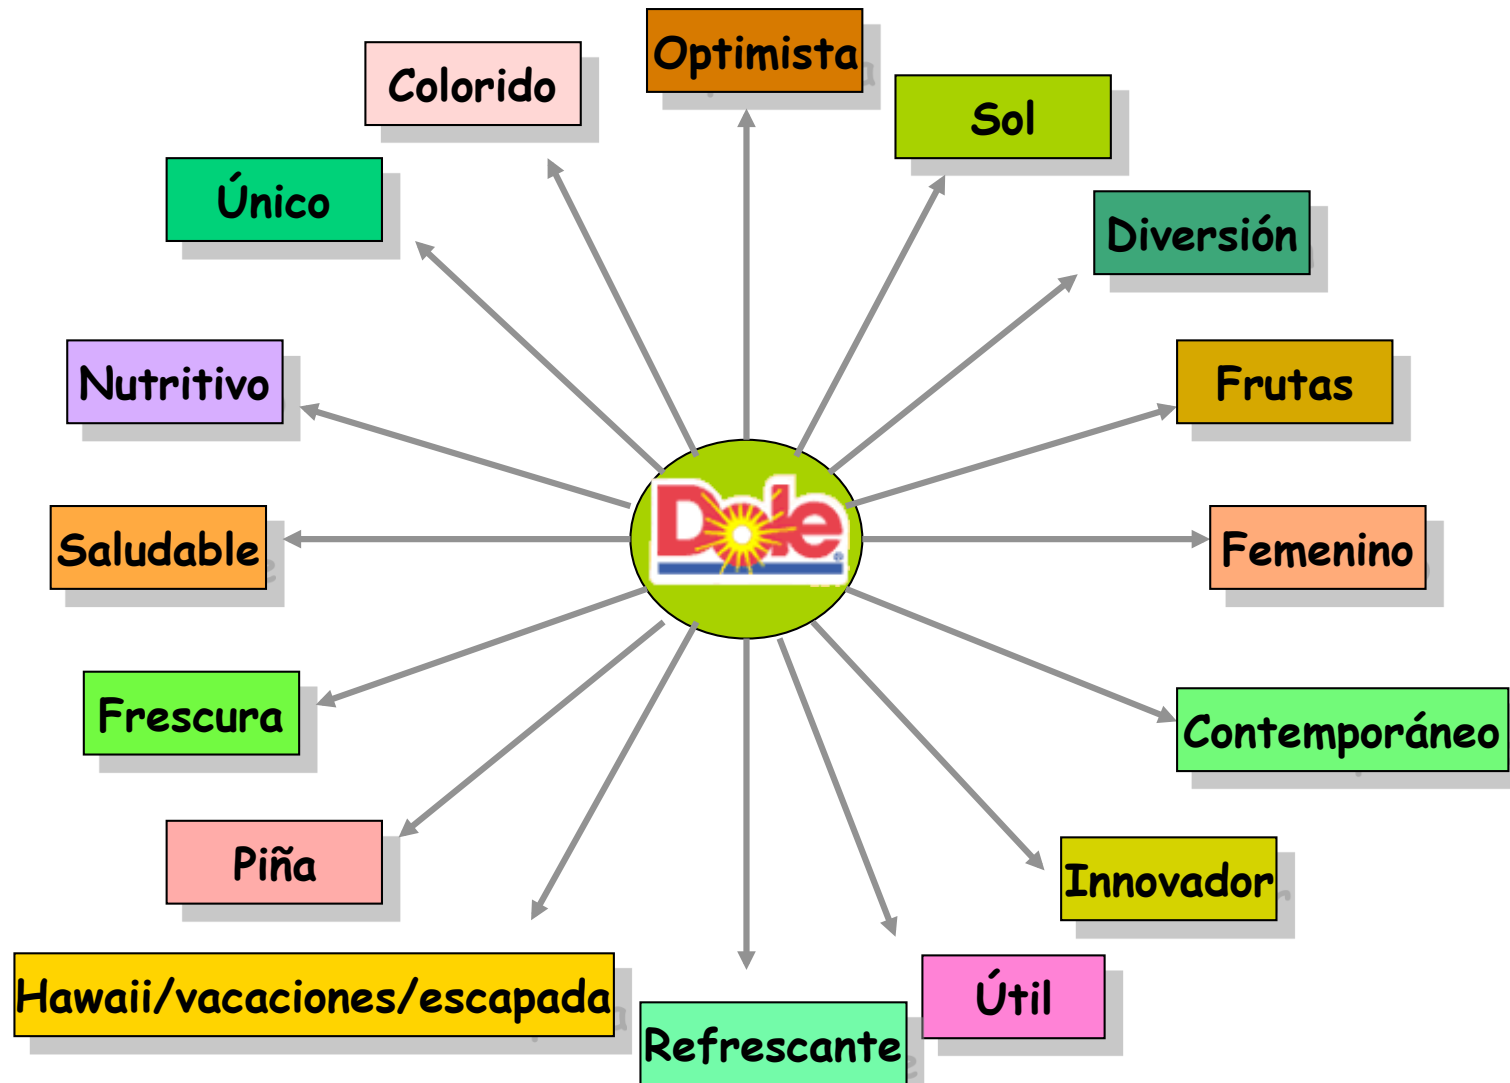 Optimista
Colorido
Sol
Único
Diversión
Nutritivo
Frutas
Dole
Saludable
Femenino
Frescura
Contemporáneo
Piña
Innovador
Hawaii/vacaciones/escapada
Útil
Refrescante